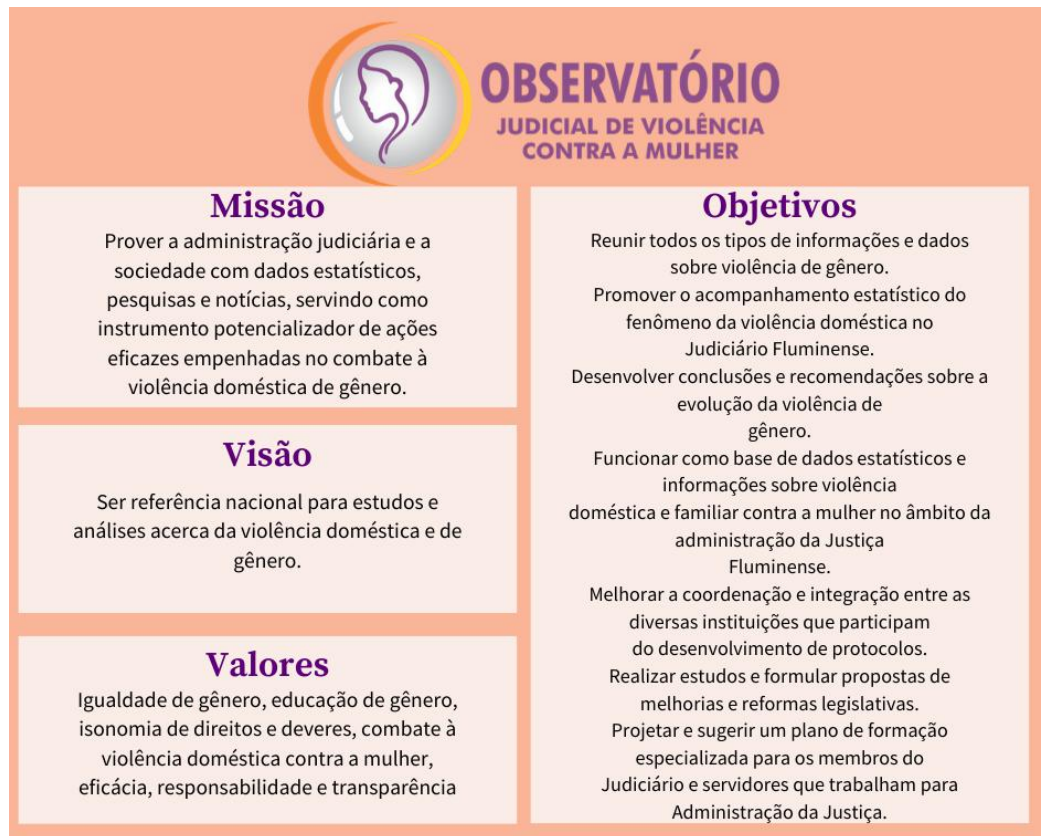 OBSERVATÓRIO
JUDICIAL DE VIOLÊNCIA
CONTRA A MULHER
Missão
Prover a administração judiciária e a
sociedade com dados estatísticos,
pesquisas e notícias, servindo como
instrumento potencializador de ações
eficazes empenhadas no combate à
violência doméstica de gênero.
Visão
Ser referência nacional para estudos e
análises acerca da violência doméstica e de
gênero.
Valores
Igualdade de gênero, educação de gênero,
isonomia de direitos e deveres, combate à
violência doméstica contra a mulher,
eficácia, responsabilidade e transparência
Objetivos
Reunir todos os tipos de informações e dados
sobre violência de gênero.
Promover o acompanhamento estatístico do
fenômeno da violência doméstica no
Judiciário Fluminense.
Desenvolver conclusões e recomendações sobre a
evolução da violência de
gênero.
Funcionar como base de dados estatísticos e
informações sobre violência
doméstica e familiar contra a mulher no âmbito da
administração da Justiça
Fluminense.
Melhorar a coordenação e integração entre as
diversas instituições que participam
do desenvolvimento de protocolos.
Realizar estudos e formular propostas de
melhorias e reformas legislativas.
Projetar e sugerir um plano de formação
especializada para os membros do
Judiciário e servidores que trabalham para
Administração da Justiça.